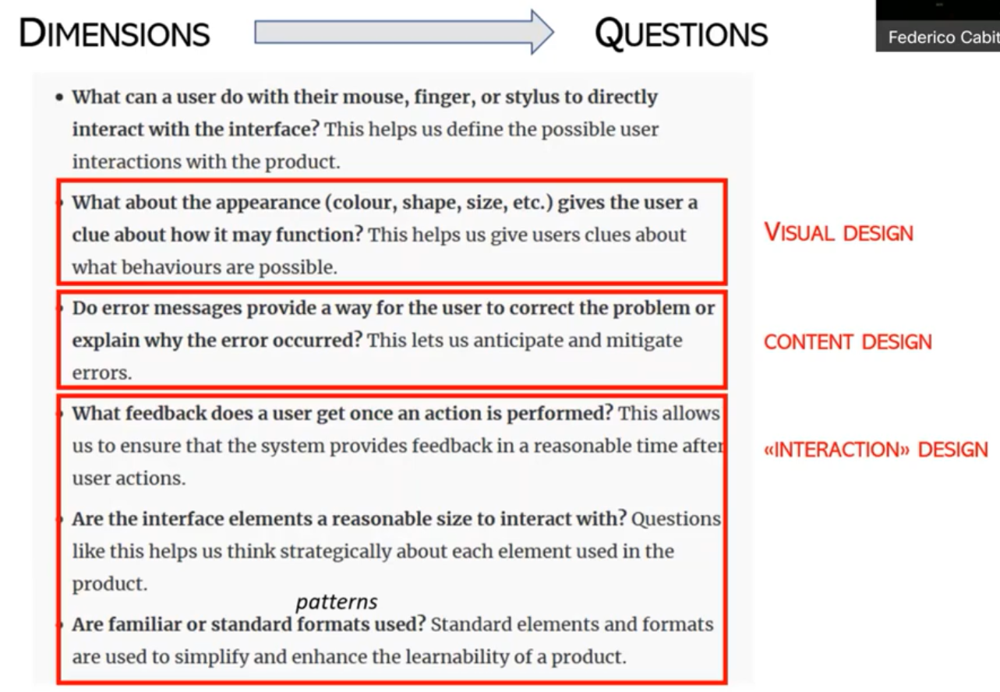 DIMENSIONS
QUESTIONS
Federico Cabit
• What can a user do with their mouse, finger, or stylus to directly
interact with the interface? This helps us define the possible user
interactions with the product.
• What about the appearance (colour, shape, size, etc.) gives the user a
clue about how it may function? This helps us give users clues about
what behaviours are possible.
VISUAL DESIGN
• Do error messages provide a way for the user to correct the problem or
explain why the error occurred? This lets us anticipate and mitigate
errors.
CONTENT DESIGN
• What feedback does a user get once an action is performed? This allows
us to ensure that the system provides feedback in a reasonable time after
user actions.
«INTERACTION» DESIGN
• Are the interface elements a reasonable size to interact with? Questions
like this helps us think strategically about each element used in the
product.
patterns
• Are familiar or standard formats used? Standard elements and formats
are used to simplify and enhance the learnability of a product.